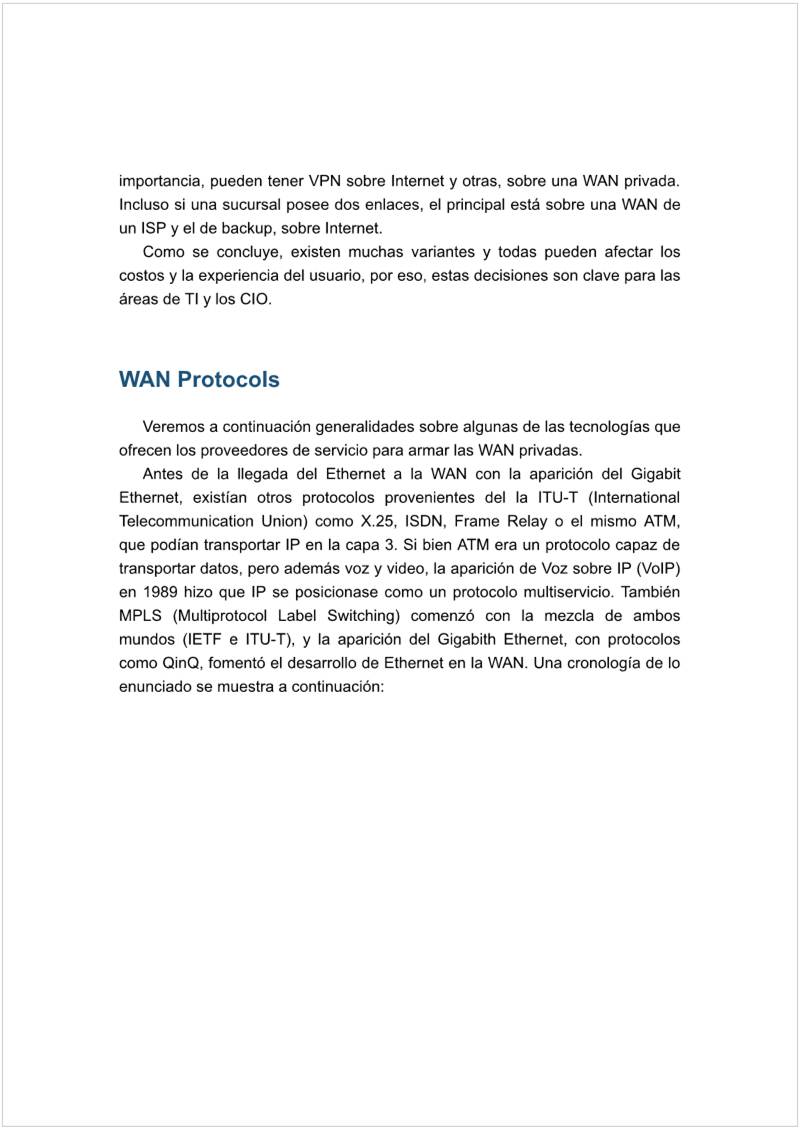 importancia, pueden tener VPN sobre Internet y otras, sobre una WAN privada.
Incluso si una sucursal posee dos enlaces, el principal está sobre una WAN de
un ISP y el de backup, sobre Internet.
Como se concluye, existen muchas variantes y todas pueden afectar los
costos y la experiencia del usuario, por eso, estas decisiones son clave para las
áreas de TI y los CIO.
WAN Protocols
Veremos a continuación generalidades sobre algunas de las tecnologías que
ofrecen los proveedores de servicio para armar las WAN privadas.
Antes de la llegada del Ethernet a la WAN con la aparición del Gigabit
Ethernet, existían otros protocolos provenientes del la ITU-T (International
Telecommunication Union) como X.25, ISDN, Frame Relay o el mismo ATM,
que podían transportar IP en la capa 3. Si bien ATM era un protocolo capaz de
transportar datos, pero además voz y video, la aparición de Voz sobre IP (VoIP)
en 1989 hizo que IP se posicionase como un protocolo multiservicio. También
MPLS (Multiprotocol Label Switching) comenzó con la mezcla de ambos
mundos (IETF e ITU-T), y la aparición del Gigabith Ethernet, con protocolos
como QinQ, fomentó el desarrollo de Ethernet en la WAN. Una cronología de lo
enunciado se muestra a continuación: